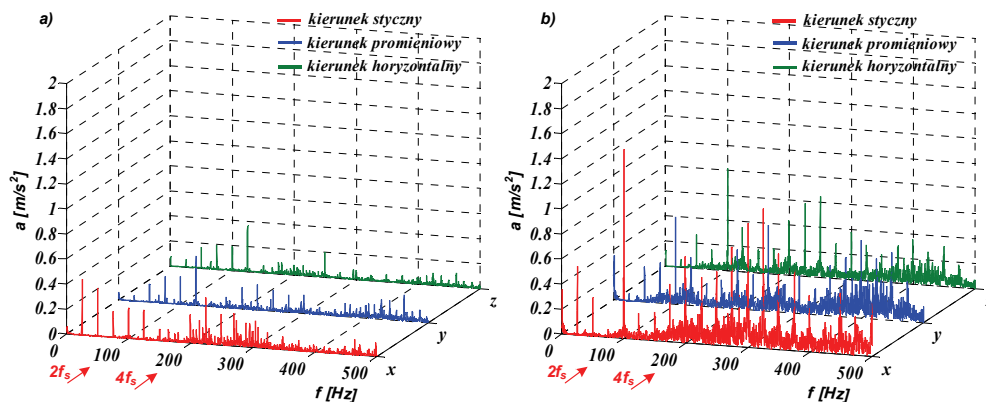 a)
kierunek styczny
kierunek promieniowy
kierunek horyzontalny
2
1.8
1.6
1.4
1.2
1
0.8
0.6
0.4
0.2
0
a [m/s²]
0
100
200
300
400
500
x
y
z
2fₛ
4fₛ
f [Hz]
b)
kierunek styczny
kierunek promieniowy
kierunek horyzontalny
2
1.8
1.6
1.4
1.2
1
0.8
0.6
0.4
0.2
0
a [m/s²]
0
100
200
300
400
500
x
y
2fₛ
4fₛ
f [Hz]